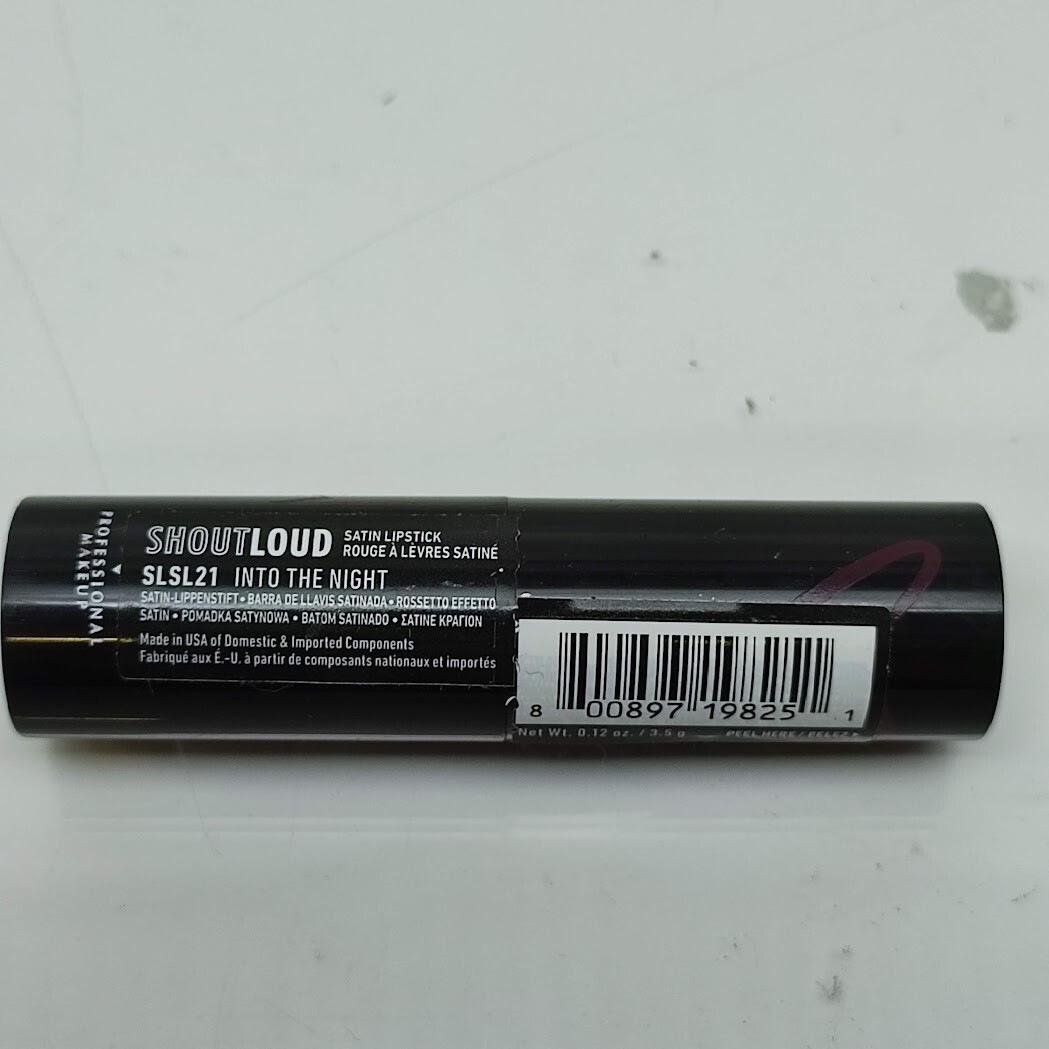 PROFESSIONAL
MAKEUP
SHOUTLOUD SATIN LIPSTICK
ROUGE À LÈVRES SATINÉ
SLSL21 INTO THE NIGHT
SATIN-LIPPENSTIFT • BARRA DE LLAVIS SATINADA • ROSSETTO EFFETTO
SATIN • POMADKA SATYNOWA • BATOM SATINADO • ΣΑΤΙΝΕ ΚΡΑΓΙΟΝ
Made in USA of Domestic & Imported Components
Fabriqué aux É.-U. à partir de composants nationaux et importés
8 00897 19825 1
Net Wt. 0.12 oz. / 3.5 g
PEEL HERE / PELEZ